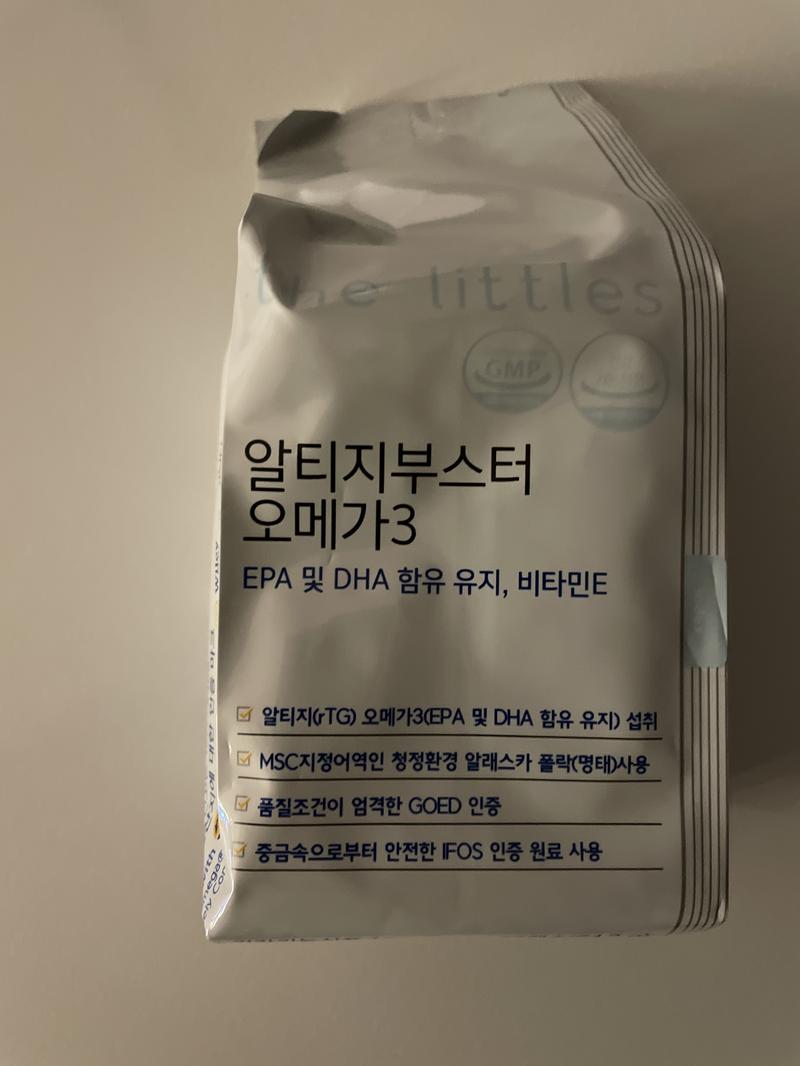 the littles
GMP
알티지부스터
오메가3
EPA 및 DHA 함유 유지, 비타민E
알티지(rTG) 오메가3(EPA 및 DHA 함유 유지) 섭취
MSC지정어역인 청정환경 알래스카 폴락(명태)사용
품질조건이 엄격한 GOED 인증
중금속으로부터 안전한 IFOS 인증 원료 사용